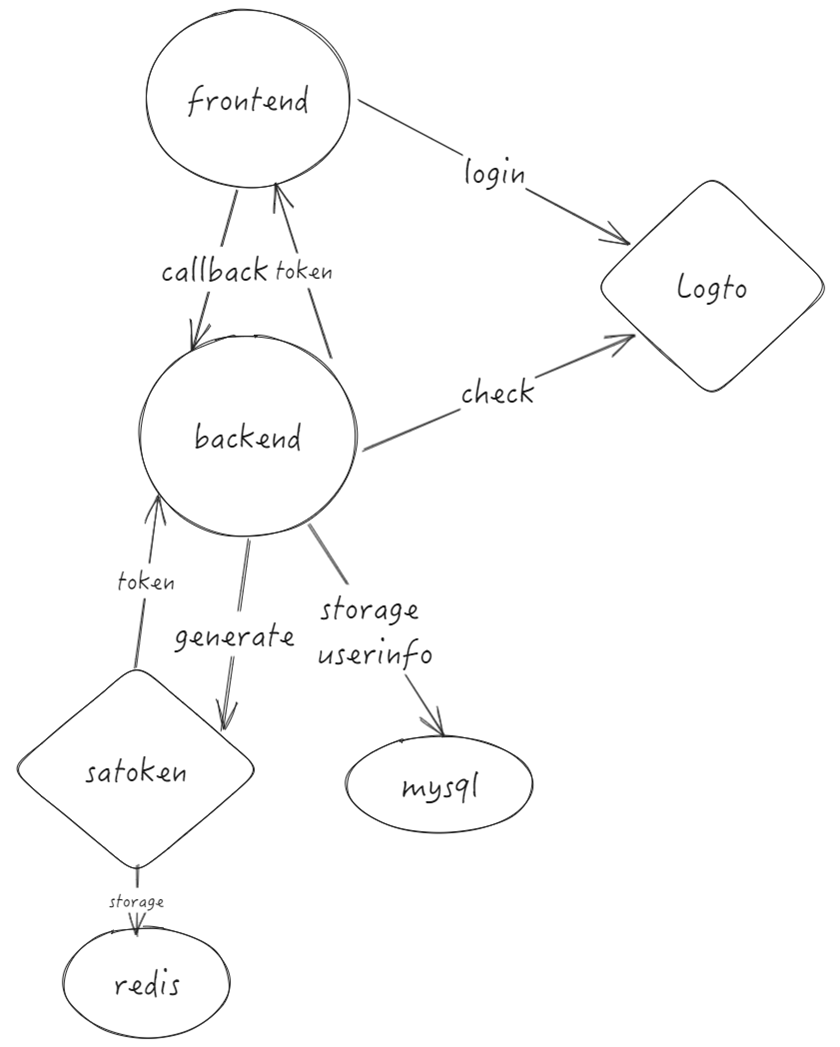 frontend
login
Logto
callback
token
check
backend
token
generate
storage
userinfo
satoken
mysql
storage
redis